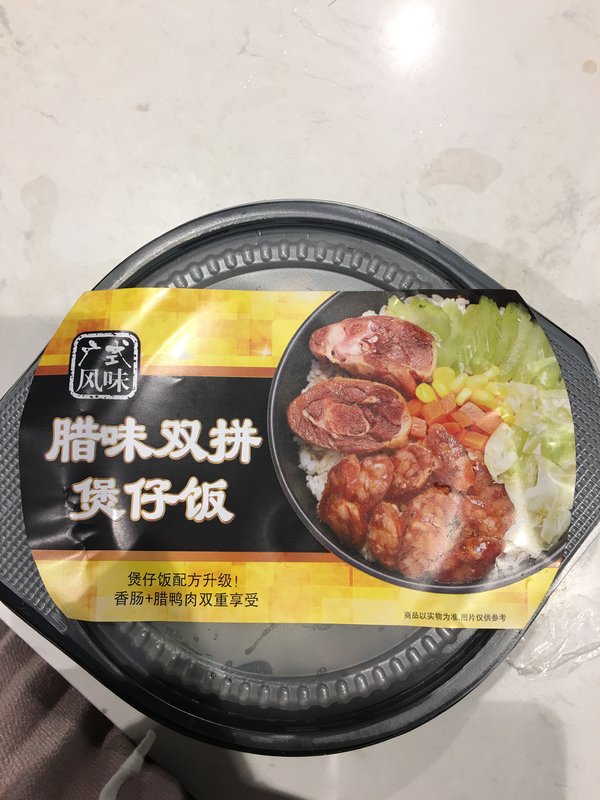 广式
风味
腊味双拼
煲仔饭
煲仔饭配方升级！
香肠+腊鸭肉双重享受
商品以实物为准,图片仅供参考